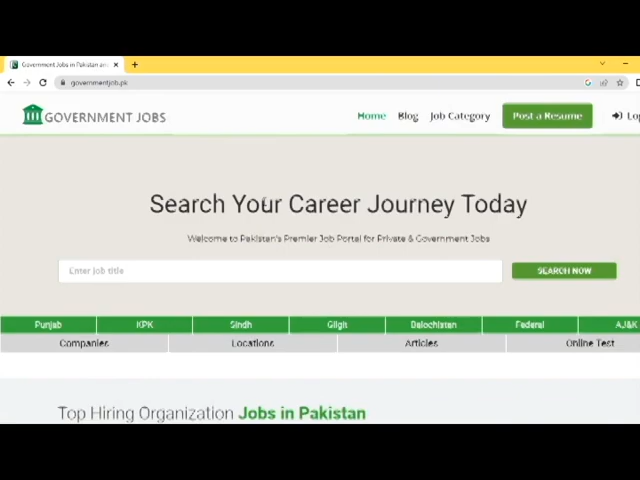 Government Jobs in Pakistan an
governmentjob.pk
GOVERNMENT JOBS
Home Blog Job Category Post a Resume Lo
Search Your Career Journey Today
Welcome to Pakistan's Premier Job Portal for Private & Government Jobs
Enter job title SEARCH NOW
Punjab KPK Sindh Gilgit Balochistan Federal AJ&K
Companies Locations Articles Online Test
Top Hiring Organization Jobs in Pakistan